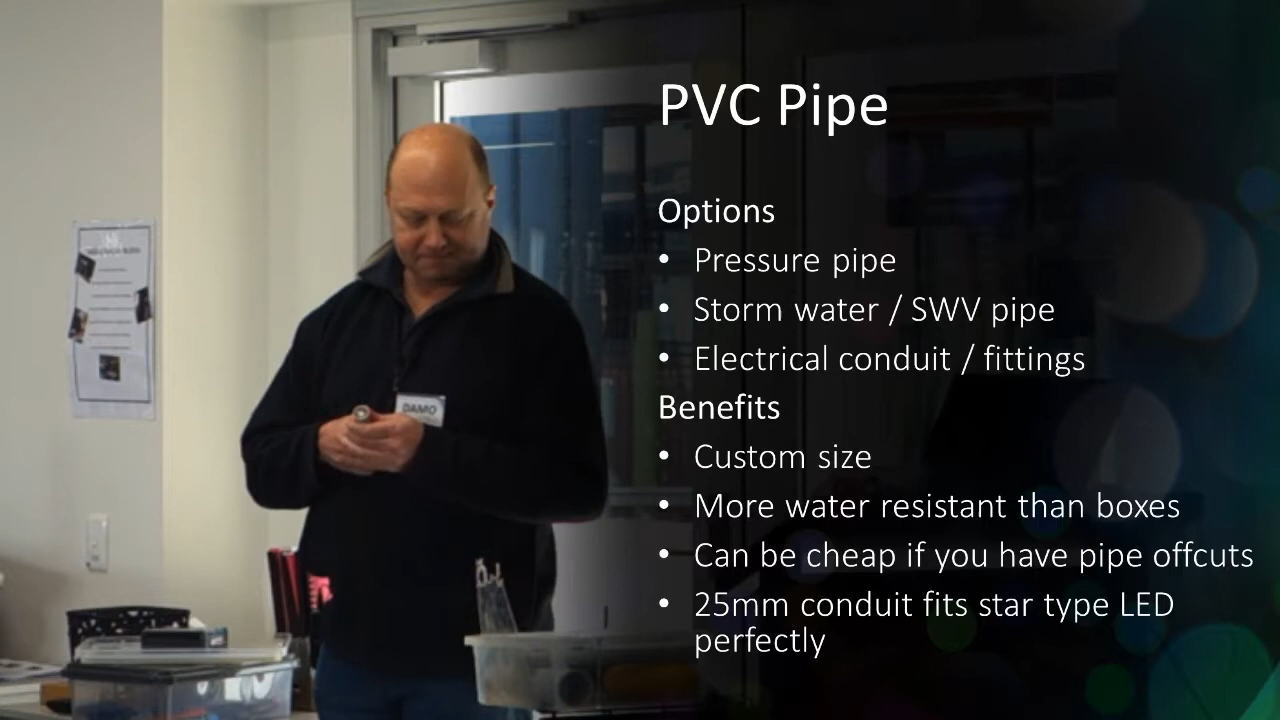 PVC Pipe
Options
• Pressure pipe
• Storm water / SWV pipe
• Electrical conduit / fittings
Benefits
• Custom size
• More water resistant than boxes
• Can be cheap if you have pipe offcuts
• 25mm conduit fits star type LED
perfectly
DAMO